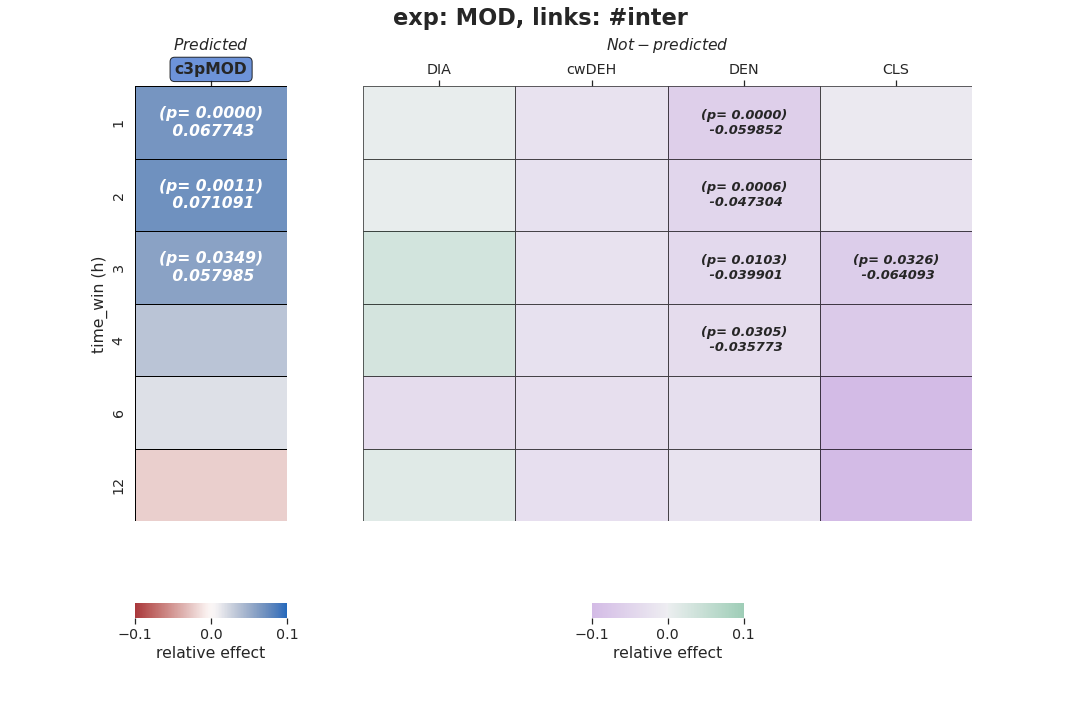 exp: MOD, links: #inter
Predicted
Not − predicted
c3pMOD
DIA
cwDEH
DEN
CLS
time_win (h)
1
(p= 0.0000)
0.067743
(p= 0.0000)
-0.059852
2
(p= 0.0011)
0.071091
(p= 0.0006)
-0.047304
3
(p= 0.0349)
0.057985
(p= 0.0103)
-0.039901
(p= 0.0326)
-0.064093
4
(p= 0.0305)
-0.035773
6
12
−0.1
0.0
0.1
relative effect
−0.1
0.0
0.1
relative effect